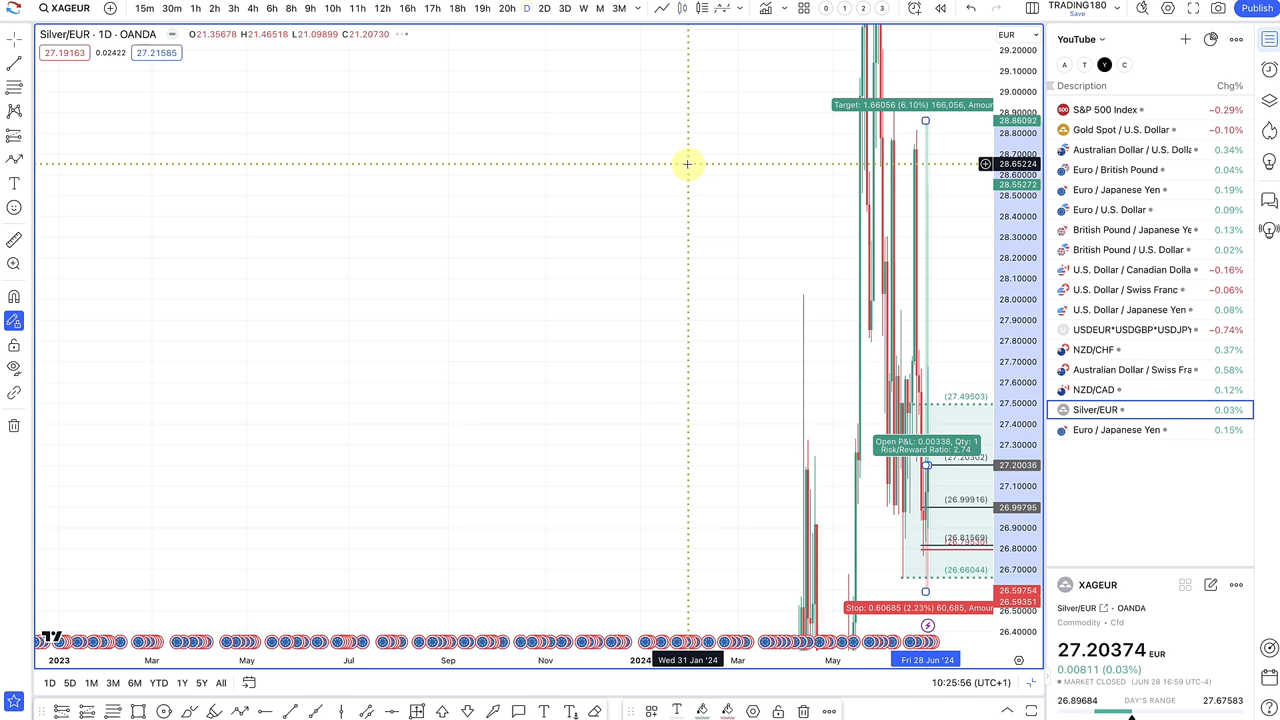 XAGEUR 15m 30m 1h 2h 3h 4h 5h 6h 7h 8h 9h 10h 11h 12h 16h 17h 18h 19h 20h D 2D 3D W M 3M 0 1 2 3 TRADING180 Save Publish
Silver/EUR · 1D · OANDA O21.35678 H21.46518 L21.09899 C21.20730
27.19163 0.02422 27.21585
EUR
29.20000
29.10000
29.00000
28.90000
28.86092
28.80000
28.70000
28.65224
28.60000
28.55272
28.50000
28.40000
28.30000
28.20000
28.10000
28.00000
27.90000
27.80000
27.70000
27.60000
27.50000
27.40000
27.30000
27.20036
27.10000
26.99795
26.90000
26.80000
26.70000
26.59754
26.59351
26.50000
26.40000
Target: 1.66056 (6.10%) 166,056, Amour
(27.49503)
Open P&L: 0.00338, Qty: 1
Risk/Reward Ratio: 2.74
(26.99916)
(26.81569)
(26.66044)
Stop: 0.60685 (2.23%) 60,685, Amoun
2023 Mar May Jul Sep Nov 2024 Wed 31 Jan '24 Mar May Fri 28 Jun '24
1D 5D 1M 3M 6M YTD 1Y 5Y All 10:25:56 (UTC+1)
YouTube
A T Y C
Description Chg%
S&P 500 Index −0.29%
Gold Spot / U.S. Dollar −0.10%
Australian Dollar / U.S. Dolla 0.34%
Euro / British Pound 0.04%
Euro / Japanese Yen 0.19%
Euro / U.S. Dollar 0.09%
British Pound / Japanese Ye 0.13%
British Pound / U.S. Dollar 0.02%
U.S. Dollar / Canadian Dolla −0.16%
U.S. Dollar / Swiss Franc −0.06%
U.S. Dollar / Japanese Yen 0.08%
USDEUR*USDGBP*USDJPY −0.74%
NZD/CHF 0.37%
Australian Dollar / Swiss Fra 0.58%
NZD/CAD 0.12%
Silver/EUR 0.03%
Euro / Japanese Yen 0.15%
XAGEUR
Silver/EUR OANDA
Commodity • Cfd
27.20374 EUR
0.00811 (0.03%)
MARKET CLOSED (JUN 28 16:59 UTC-4)
26.89684 DAY'S RANGE 27.67583